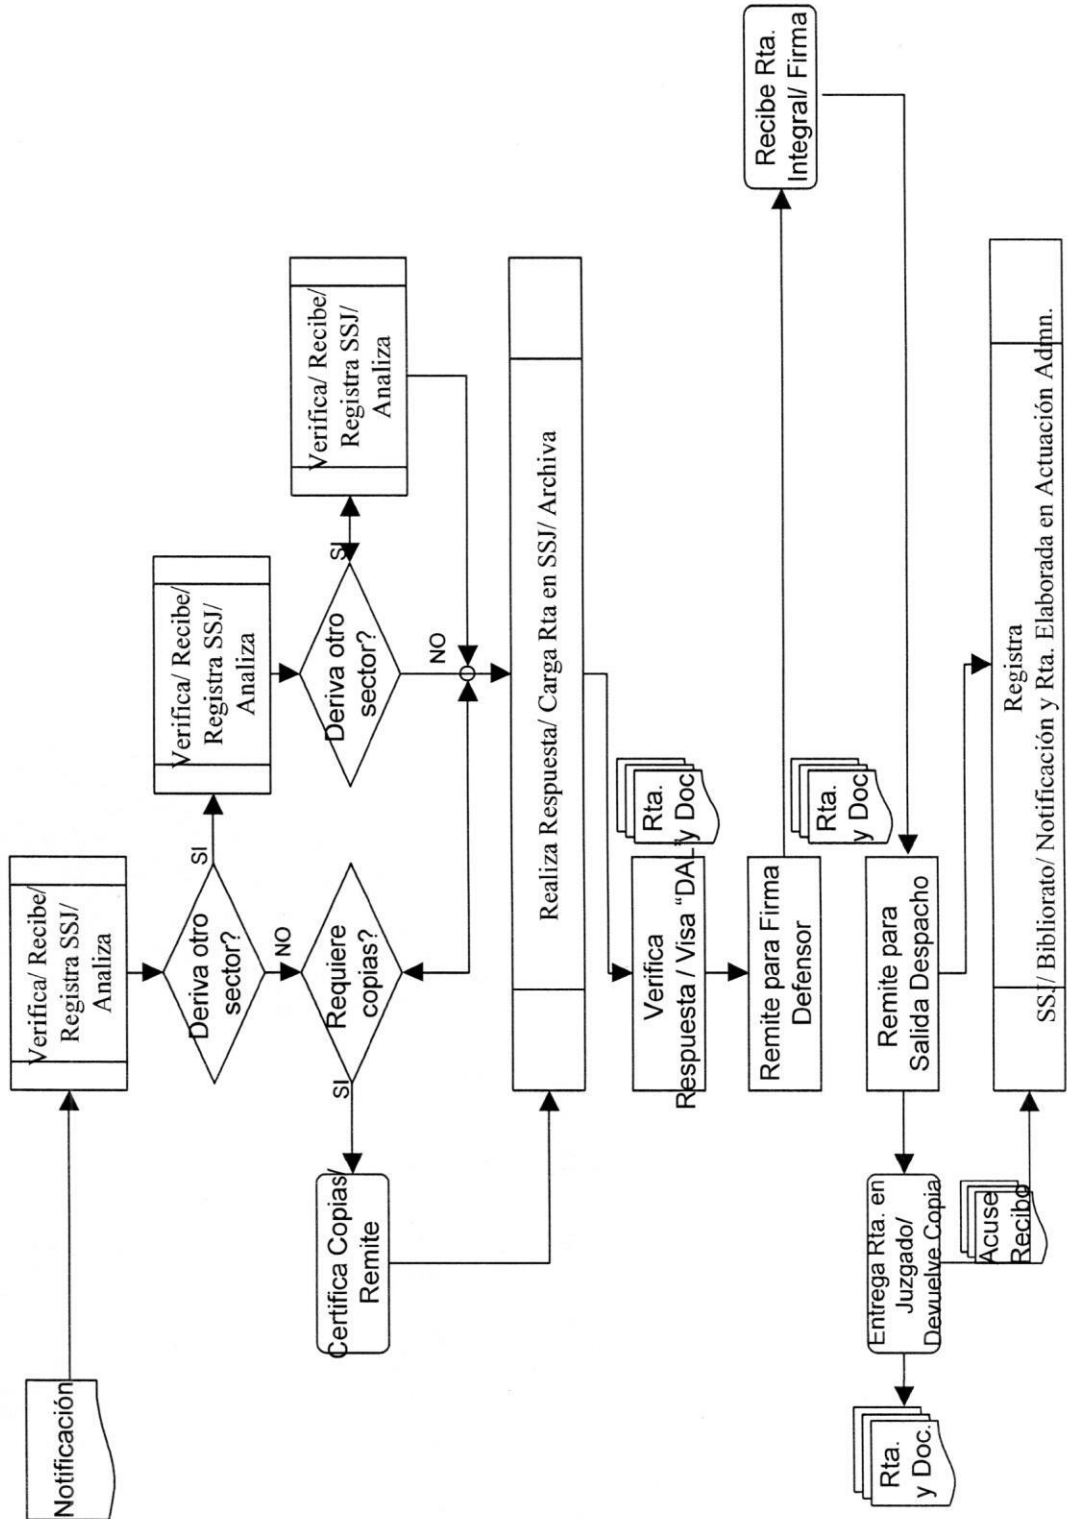 Notificación
Verifica/ Recibe/
Registra SSJ/
Analiza
Deriva otro
sector?
SI
NO
Verifica/ Recibe/
Registra SSJ/
Analiza
Deriva otro
sector?
SI
NO
Verifica/ Recibe/
Registra SSJ/
Analiza
Requiere
copias?
SI
Certifica Copias/
Remite
Realiza Respuesta/ Carga Rta en SSJ/ Archiva
Verifica
Respuesta / Visa “DAL”
Rta.
y Doc
Remite para Firma
Defensor
Rta.
y Doc
Recibe Rta.
Integral/ Firma
Remite para
Salida Despacho
Entrega Rta. en
Juzgado/
Devuelve Copia
Rta.
y Doc.
Acuse
Recibo
Registra
SSJ/ Bibliorato/ Notificación y Rta. Elaborada en Actuación Admn.